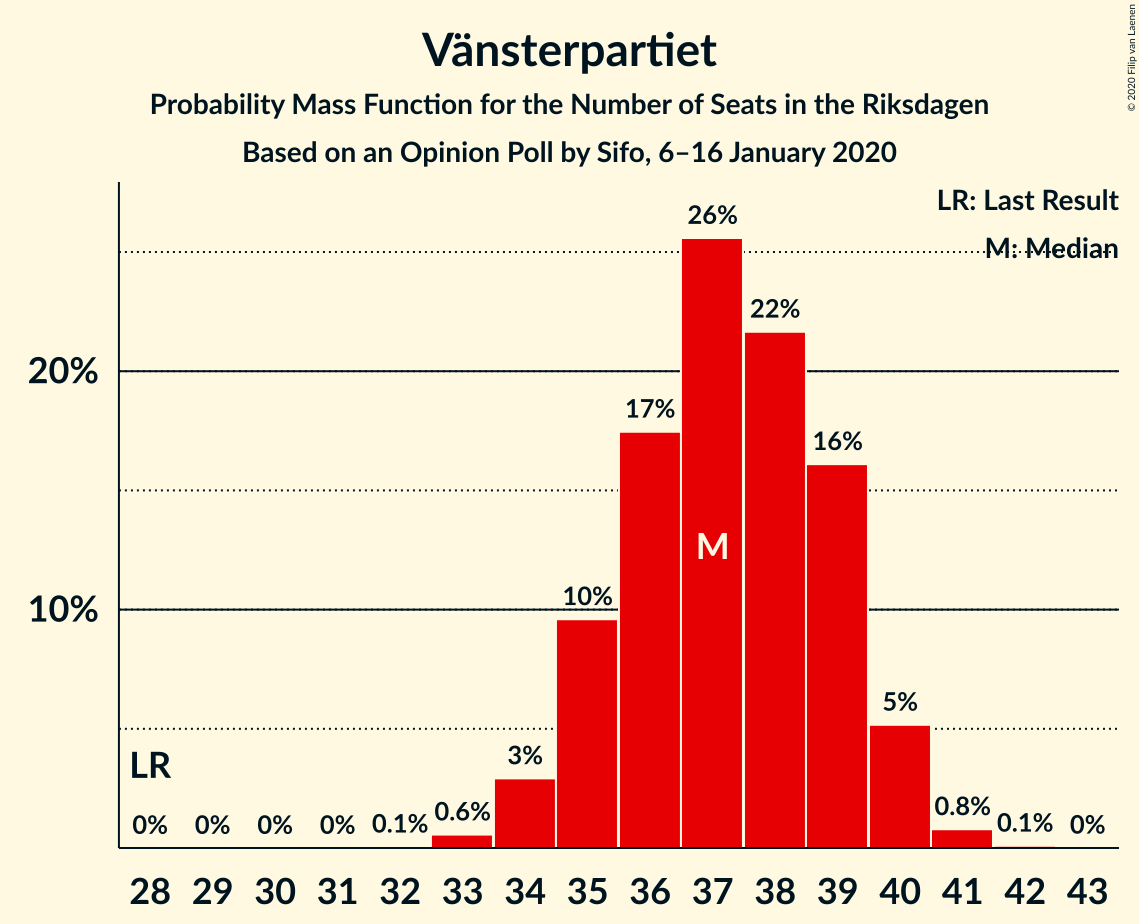 Vänsterpartiet
Probability Mass Function for the Number of Seats in the Riksdagen
Based on an Opinion Poll by Sifo, 6–16 January 2020
© 2020 Filip van Laenen
LR: Last Result
M: Median
26%
22%
20%
17%
16%
M
10%
10%
5%
LR
3%
0% 0% 0% 0% 0.1% 0.6% 0.8% 0.1% 0%
28 29 30 31 32 33 34 35 36 37 38 39 40 41 42 43